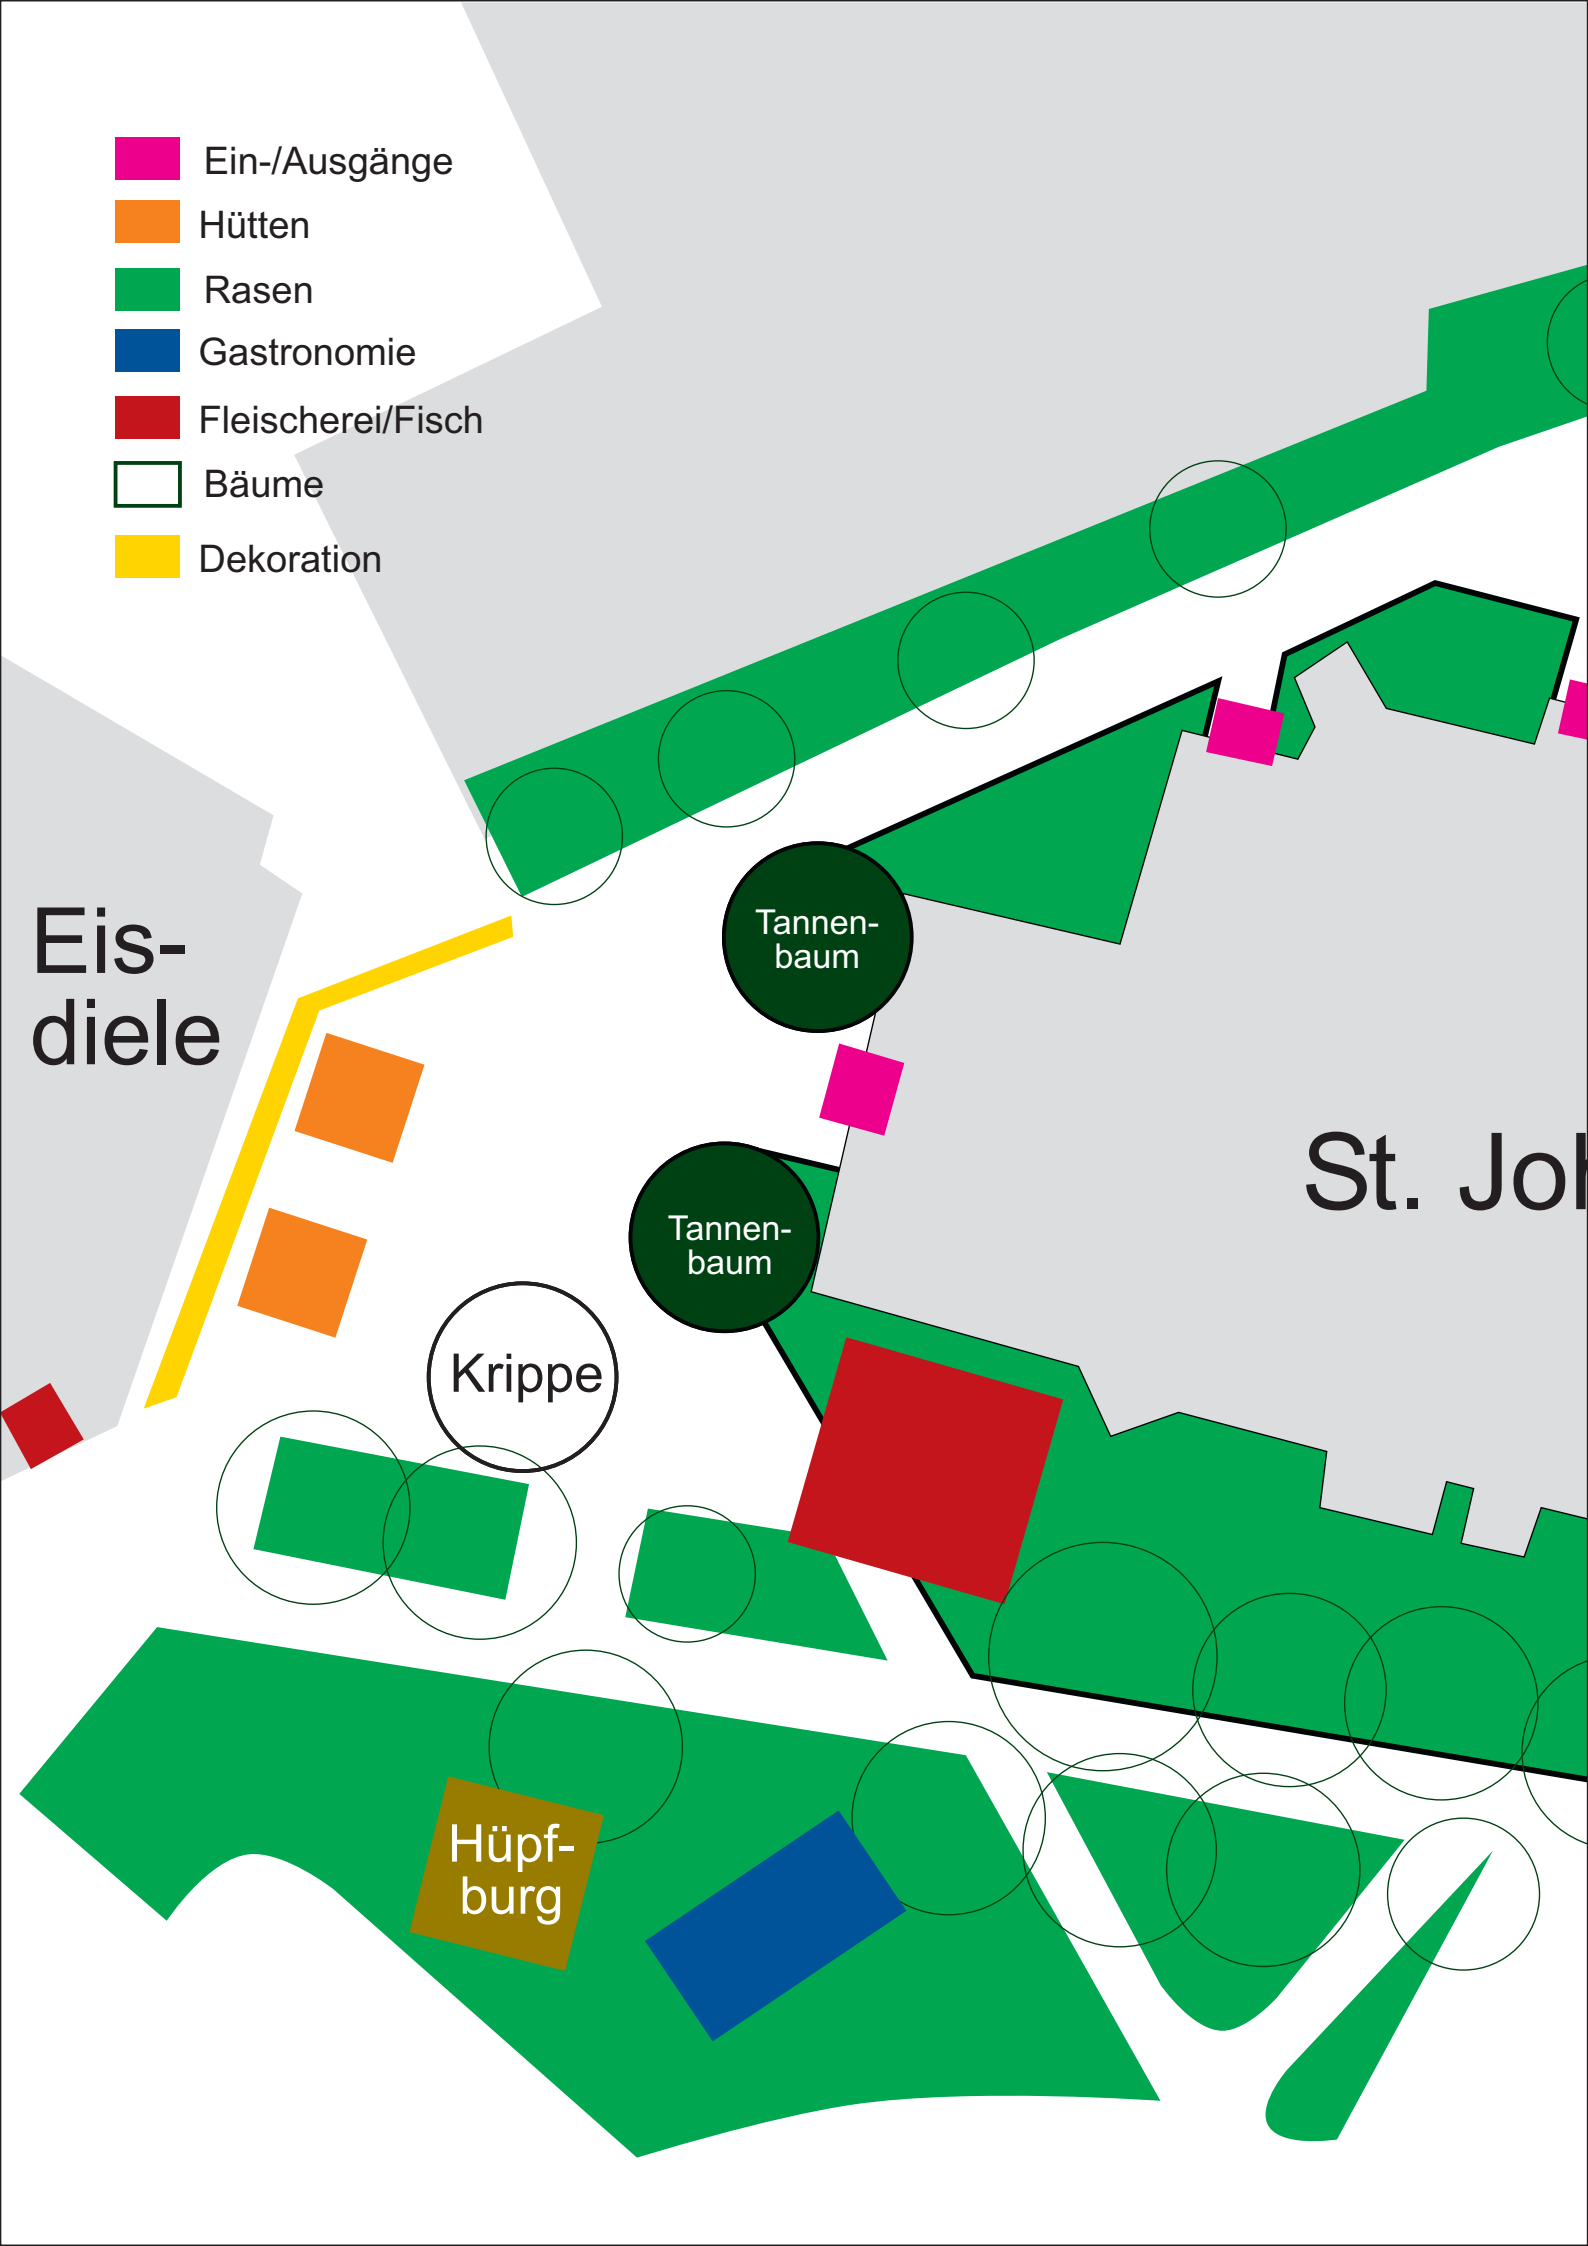 Ein-/Ausgänge
Hütten
Rasen
Gastronomie
Fleischerei/Fisch
Bäume
Dekoration
Eis-
diele
Tannen-
baum
St. Joh
Tannen-
baum
Krippe
Hüpf-
burg